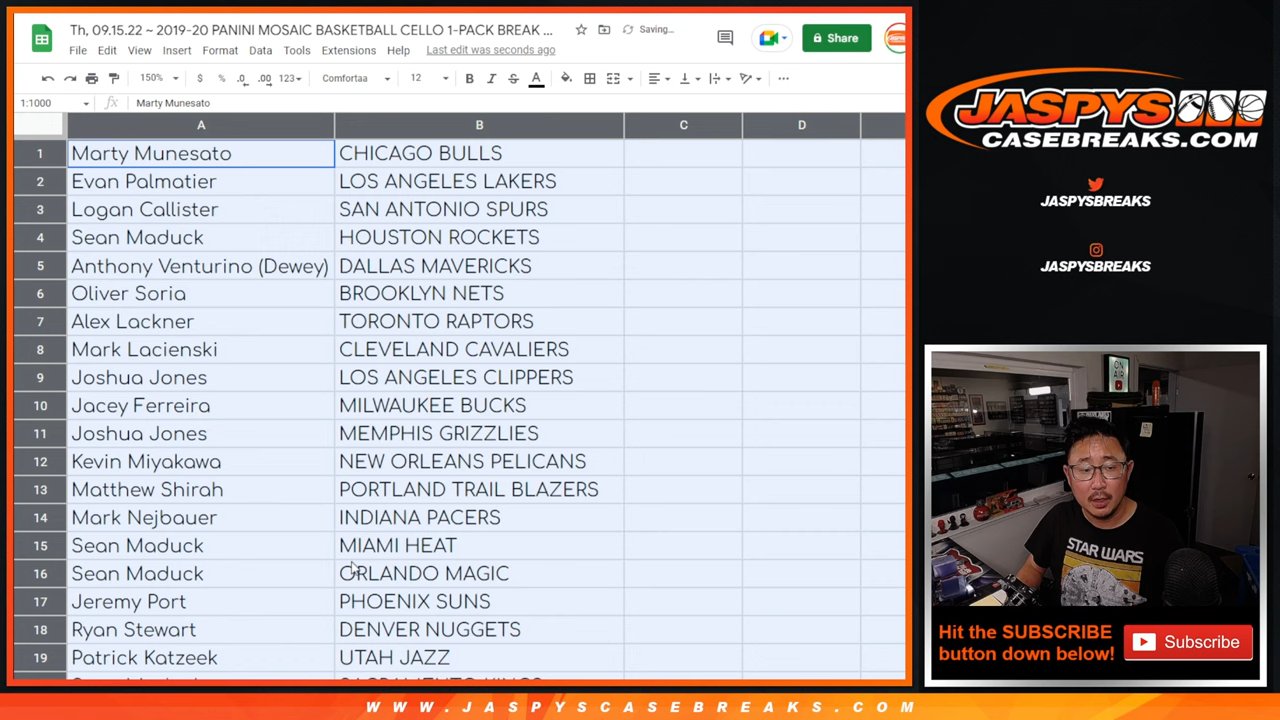 Th, 09.15.22 ~ 2019-20 PANINI MOSAIC BASKETBALL CELLO 1-PACK BREAK ...
Saving...
Share
File Edit View Insert Format Data Tools Extensions Help Last edit was seconds ago
150% $ % .0 .00 123 Comfortaa 12 B I S A
1:1000 fx Marty Munesato
A B C D
1 Marty Munesato CHICAGO BULLS
2 Evan Palmatier LOS ANGELES LAKERS
3 Logan Callister SAN ANTONIO SPURS
4 Sean Maduck HOUSTON ROCKETS
5 Anthony Venturino (Dewey) DALLAS MAVERICKS
6 Oliver Soria BROOKLYN NETS
7 Alex Lackner TORONTO RAPTORS
8 Mark Lacienski CLEVELAND CAVALIERS
9 Joshua Jones LOS ANGELES CLIPPERS
10 Jacey Ferreira MILWAUKEE BUCKS
11 Joshua Jones MEMPHIS GRIZZLIES
12 Kevin Miyakawa NEW ORLEANS PELICANS
13 Matthew Shirah PORTLAND TRAIL BLAZERS
14 Mark Nejbauer INDIANA PACERS
15 Sean Maduck MIAMI HEAT
16 Sean Maduck ORLANDO MAGIC
17 Jeremy Port PHOENIX SUNS
18 Ryan Stewart DENVER NUGGETS
19 Patrick Katzeek UTAH JAZZ
JASPYS
CASEBREAKS.COM
JASPYSBREAKS
JASPYSBREAKS
ON AIR
STAR WARS
Hit the SUBSCRIBE
button down below!
Subscribe
WWW.JASPYSCASEBREAKS.COM